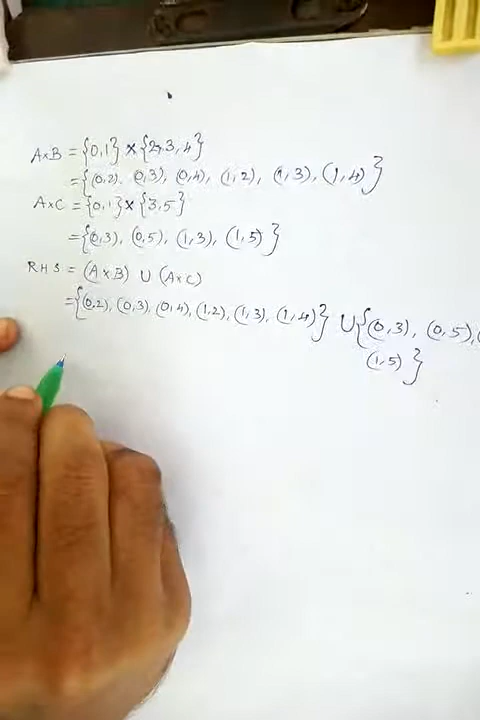 A×B = {0,1} × {2,3,4}
= {(0,2), (0,3), (0,4), (1,2), (1,3), (1,4)}
A×C = {0,1} × {3,5}
= {(0,3), (0,5), (1,3), (1,5)}
RHS = (A×B) ∪ (A×C)
= {(0,2), (0,3), (0,4), (1,2), (1,3), (1,4)} ∪ {(0,3), (0,5), (
(1,5)}